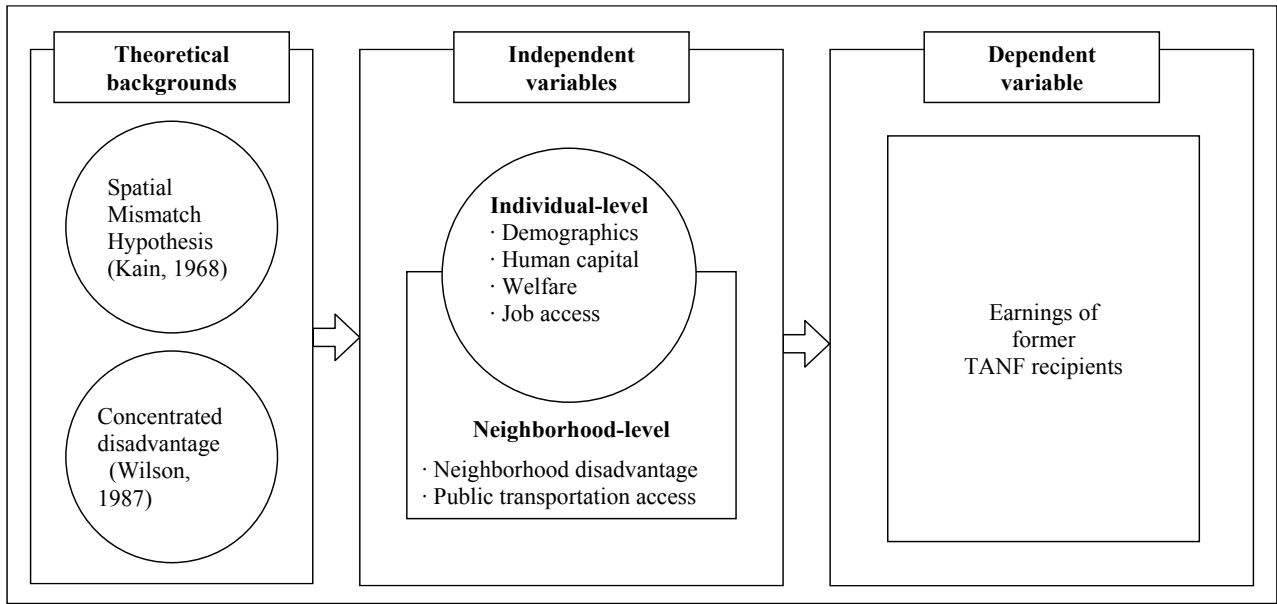 Theoretical
backgrounds
Spatial
Mismatch
Hypothesis
(Kain, 1968)
Concentrated
disadvantage
(Wilson,
1987)
Independent
variables
Individual-level
· Demographics
· Human capital
· Welfare
· Job access
Neighborhood-level
· Neighborhood disadvantage
· Public transportation access
Dependent
variable
Earnings of
former
TANF recipients